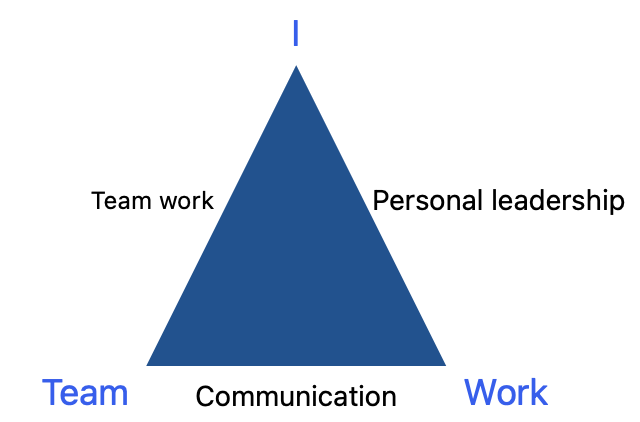 I
Team work
Personal leadership
Team
Communication
Work